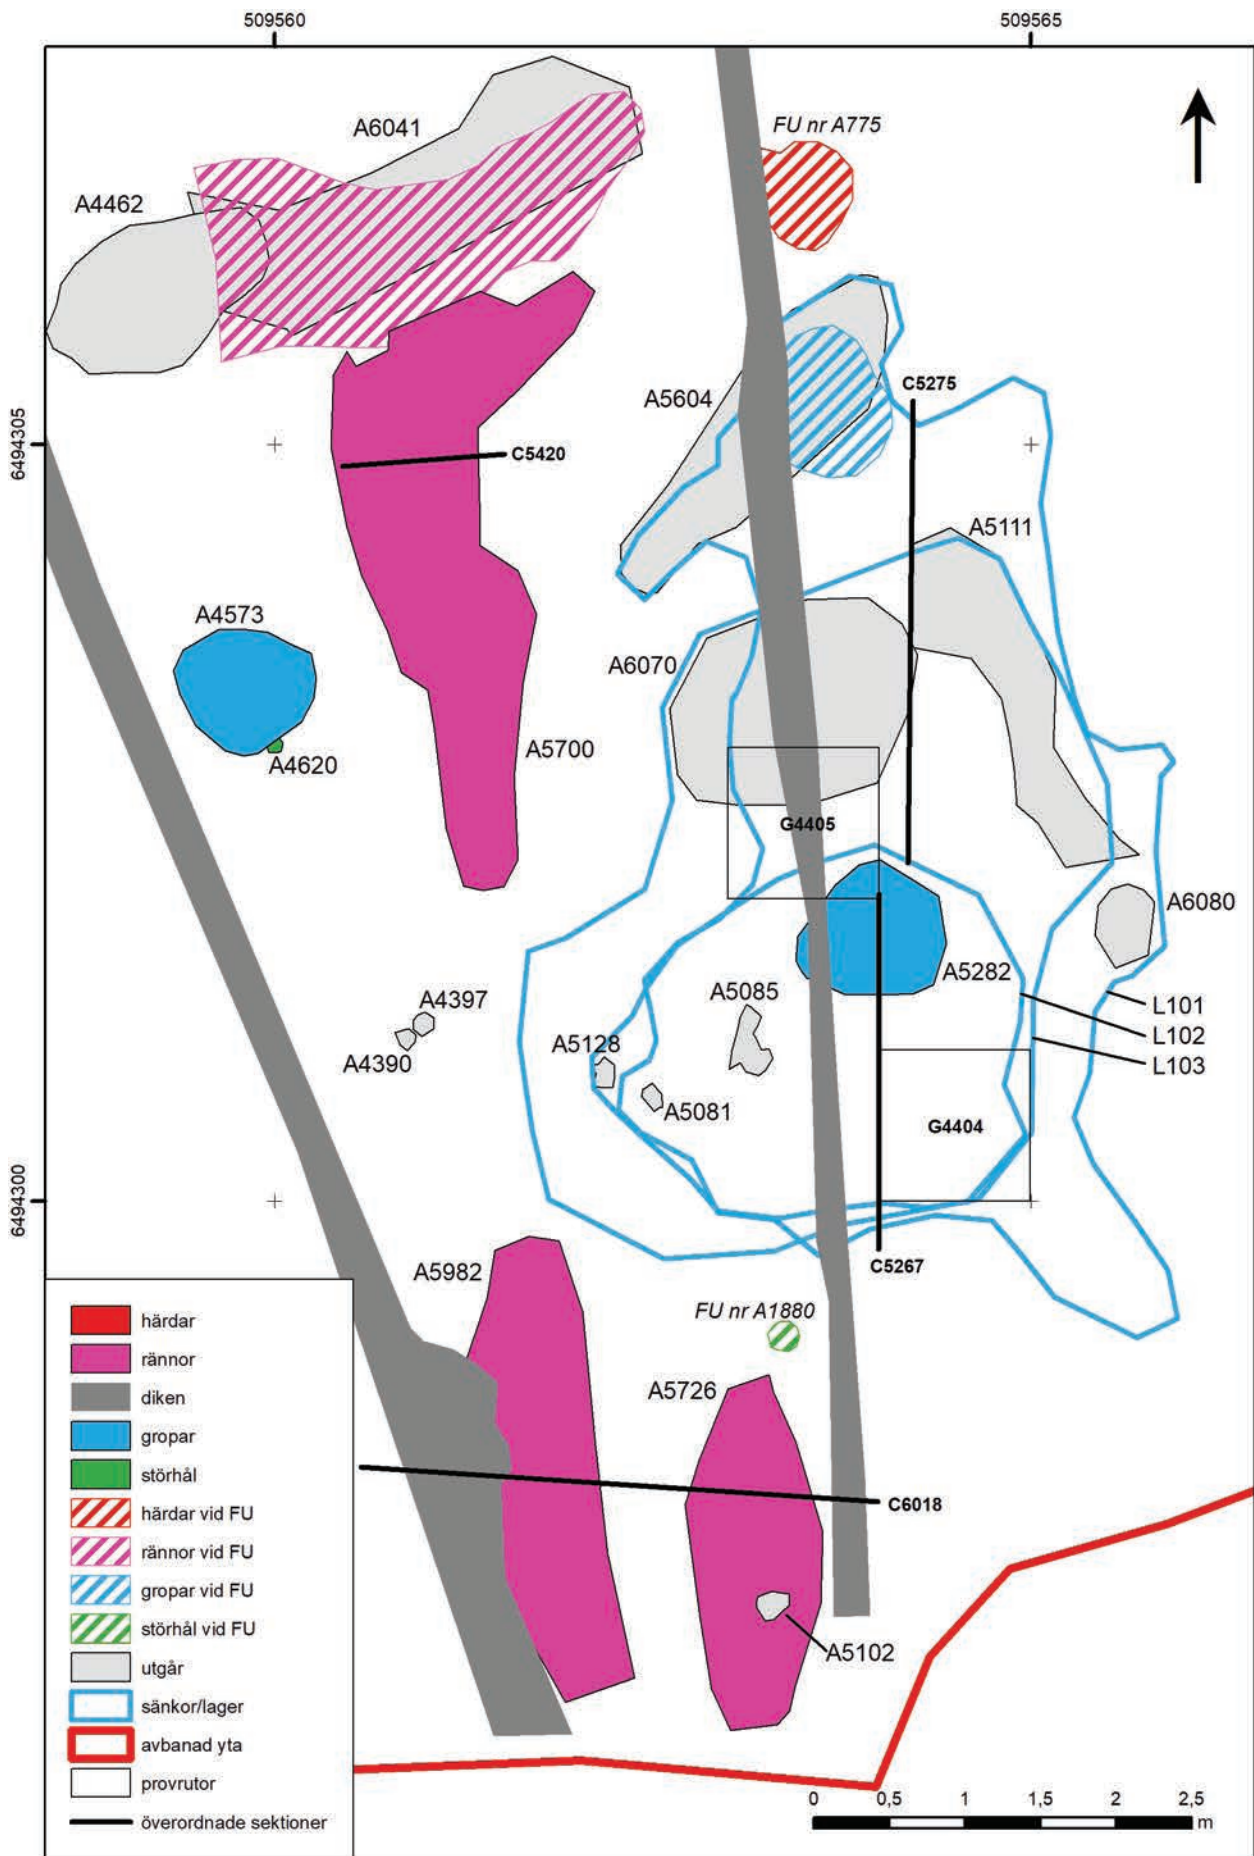 509560
509565
FU nr A775
A6041
A4462
6494305
A5604
C5275
C5420
A5111
A4573
A6070
A4620
A5700
G4405
A6080
A5282
A4397
A5085
L101
A4390
A5128
L102
L103
A5081
G4404
6494300
A5982
C5267
FU nr A1880
A5726
C6018
A5102
härdar
rännor
diken
gropar
störhål
härdar vid FU
rännor vid FU
gropar vid FU
störhål vid FU
utgår
sänkor/lager
avbanad yta
provrutor
överordnade sektioner
0 0,5 1 1,5 2 2,5
m